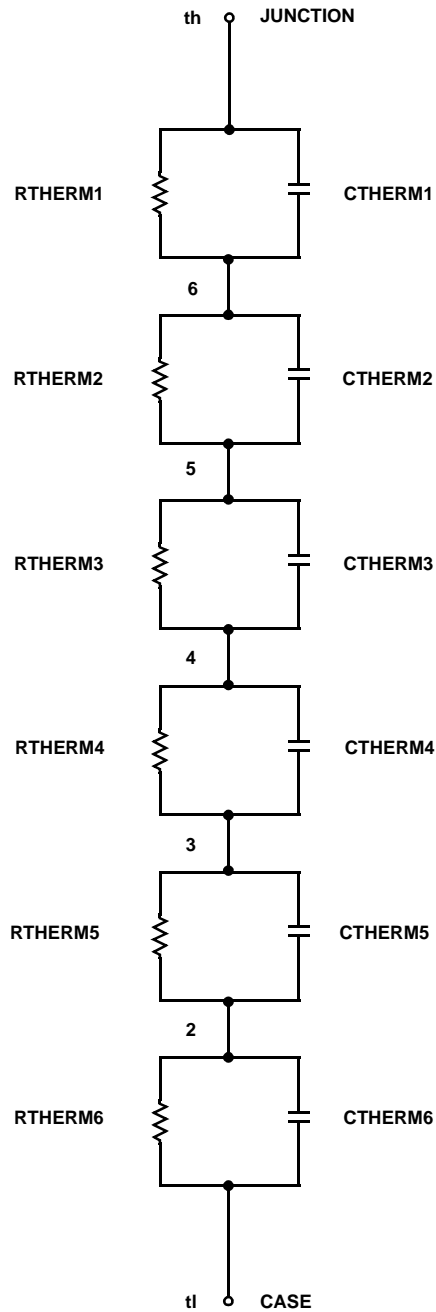 th JUNCTION
RTHERM1 CTHERM1
6
RTHERM2 CTHERM2
5
RTHERM3 CTHERM3
4
RTHERM4 CTHERM4
3
RTHERM5 CTHERM5
2
RTHERM6 CTHERM6
tl CASE